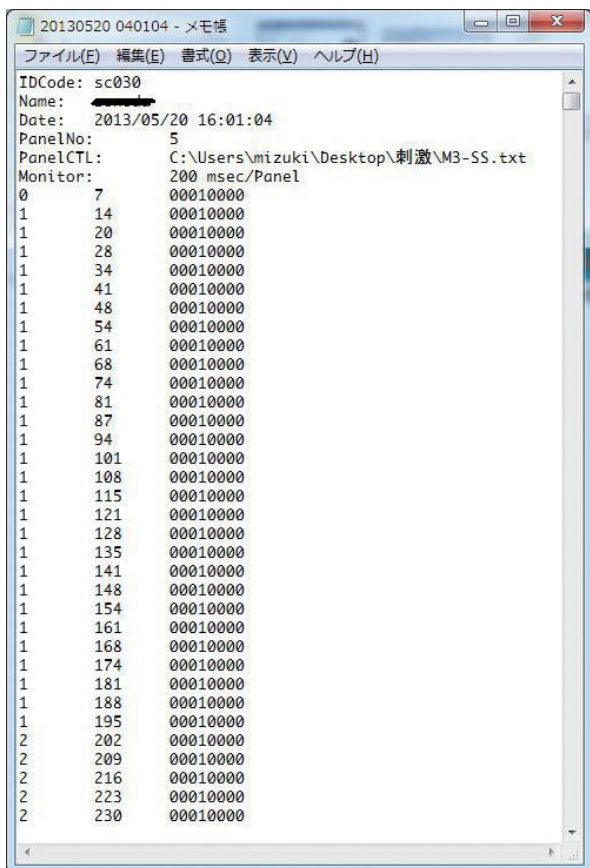 20130520 040104 - メモ帳
ファイル(F) 編集(E) 書式(O) 表示(V) ヘルプ(H)
IDCode: sc030
Name:
Date: 2013/05/20 16:01:04
PanelNo: 5
PanelCTL: C:\Users\mizuki\Desktop\刺激\M3-SS.txt
Monitor: 200 msec/Panel
0 7 00010000
1 14 00010000
1 20 00010000
1 28 00010000
1 34 00010000
1 41 00010000
1 48 00010000
1 54 00010000
1 61 00010000
1 68 00010000
1 74 00010000
1 81 00010000
1 87 00010000
1 94 00010000
1 101 00010000
1 108 00010000
1 115 00010000
1 121 00010000
1 128 00010000
1 135 00010000
1 141 00010000
1 148 00010000
1 154 00010000
1 161 00010000
1 168 00010000
1 174 00010000
1 181 00010000
1 188 00010000
1 195 00010000
2 202 00010000
2 209 00010000
2 216 00010000
2 223 00010000
2 230 00010000